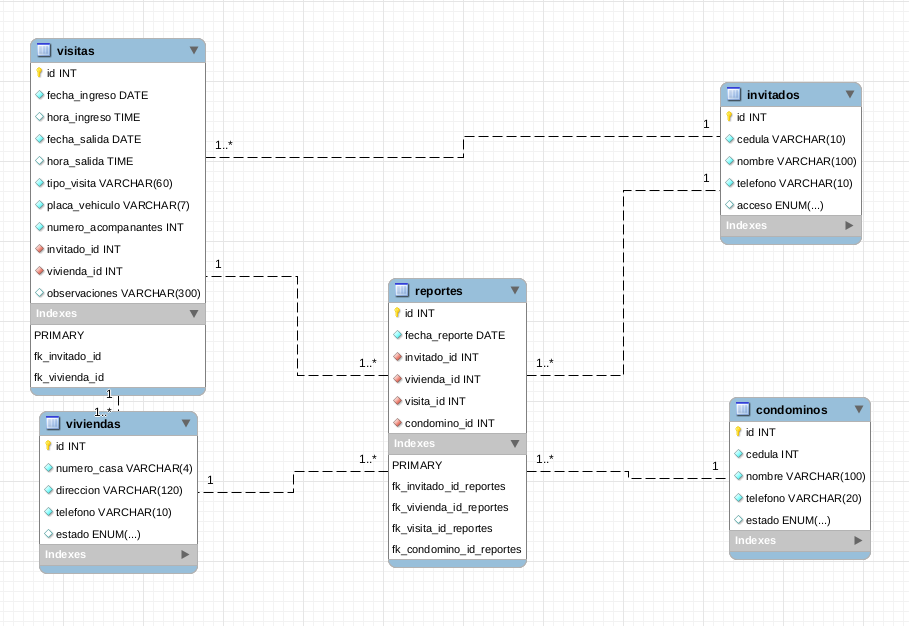 visitas
id INT
fecha_ingreso DATE
hora_ingreso TIME
fecha_salida DATE
hora_salida TIME
tipo_visita VARCHAR(60)
placa_vehiculo VARCHAR(7)
numero_acompanantes INT
invitado_id INT
vivienda_id INT
observaciones VARCHAR(300)
Indexes
PRIMARY
fk_invitado_id
fk_vivienda_id
1..*
1
1
1..*
viviendas
id INT
numero_casa VARCHAR(4)
direccion VARCHAR(120)
telefono VARCHAR(10)
estado ENUM(...)
Indexes
1
1..*
1..*
reportes
id INT
fecha_reporte DATE
invitado_id INT
vivienda_id INT
visita_id INT
condomino_id INT
Indexes
PRIMARY
fk_invitado_id_reportes
fk_vivienda_id_reportes
fk_visita_id_reportes
fk_condomino_id_reportes
1..*
1..*
1
1
invitados
id INT
cedula VARCHAR(10)
nombre VARCHAR(100)
telefono VARCHAR(10)
acceso ENUM(...)
Indexes
1
condominos
id INT
cedula INT
nombre VARCHAR(100)
telefono VARCHAR(20)
estado ENUM(...)
Indexes